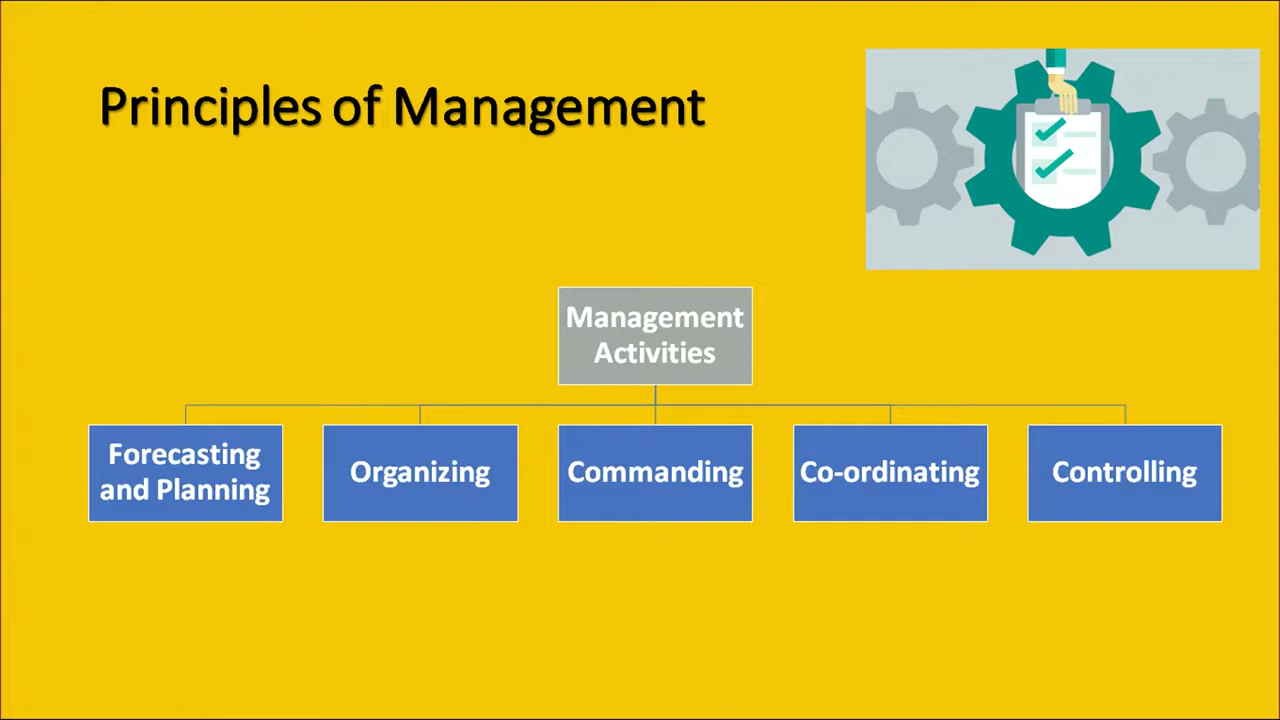 Principles of Management
Management
Activities
Forecasting
and Planning
Organizing
Commanding
Co-ordinating
Controlling